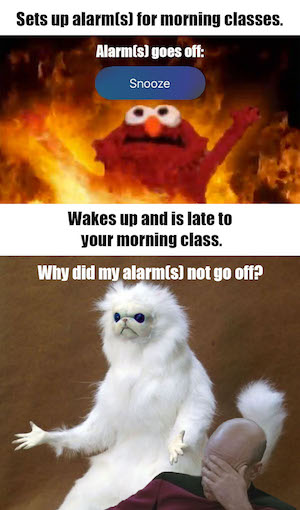 Sets up alarm(s) for morning classes.
Alarm(s) goes off:
Snooze
Wakes up and is late to
your morning class.
Why did my alarm(s) not go off?